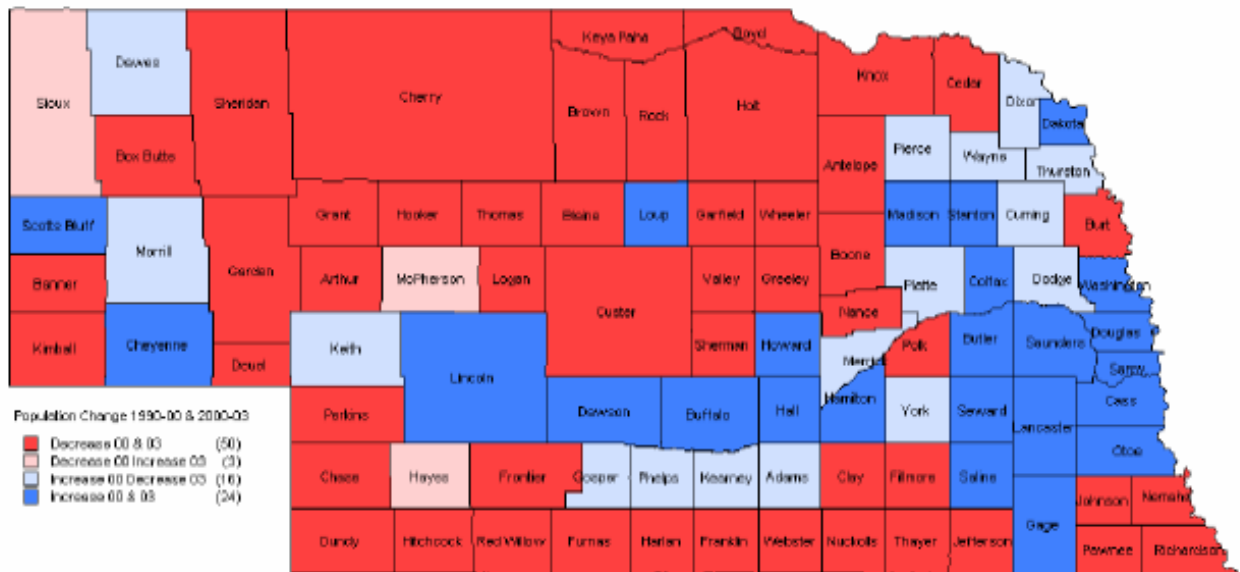 Keya Paha
Boyd
Dawes
Knox
Cedar
Sioux
Sheridan
Cherry
Holt
Dixon
Brown
Rock
Dakota
Box Butte
Pierce
Wayne
Antelope
Thurston
Grant
Hooker
Thomas
Blaine
Loup
Garfield
Wheeler
Madison
Stanton
Cuming
Burt
Scotts Bluff
Morrill
Boone
Banner
Garden
Arthur
McPherson
Logan
Valley
Greeley
Platte
Colfax
Dodge
Washington
Custer
Nance
Kimball
Cheyenne
Keith
Sherman
Howard
Merrick
Polk
Butler
Saunders
Douglas
Deuel
Lincoln
Sarpy
Perkins
Dawson
Buffalo
Hall
Hamilton
York
Seward
Lancaster
Cass
Otoe
Chase
Hayes
Frontier
Gosper
Phelps
Kearney
Adams
Clay
Fillmore
Saline
Johnson
Nemaha
Gage
Dundy
Hitchcock
Red Willow
Furnas
Harlan
Franklin
Webster
Nuckolls
Thayer
Jefferson
Pawnee
Richardson
Population Change 1990-00 & 2000-03
Decrease 00 & 03 (50)
Decrease 00 Increase 03 (3)
Increase 00 Decrease 03 (16)
Increase 00 & 03 (24)